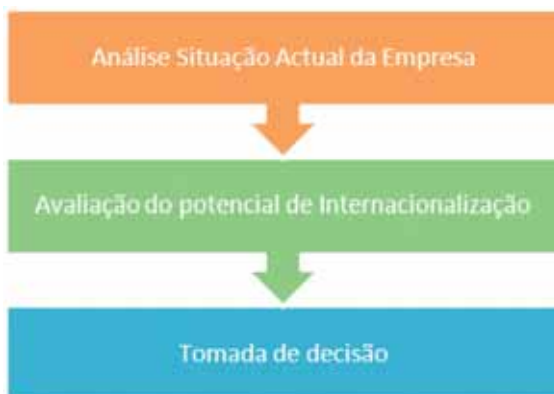 Análise Situação Actual da Empresa
Avaliação do potencial de Internacionalização
Tomada de decisão